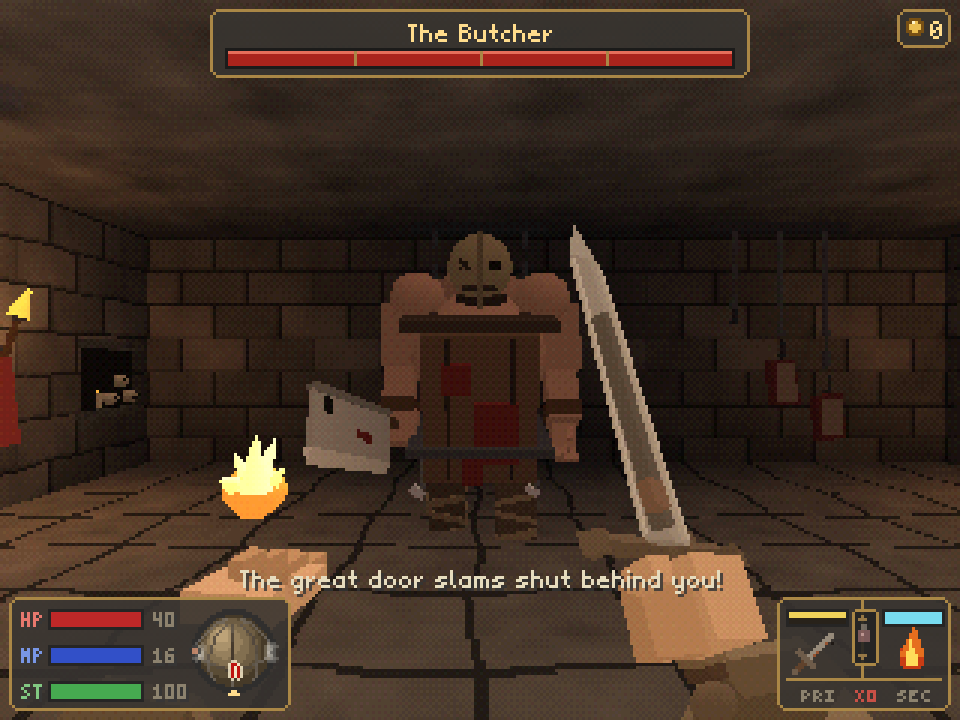 The Butcher
0
The great door slams shut behind you!
HP 40
MP 16
ST 100
0
PRI X0 SEC